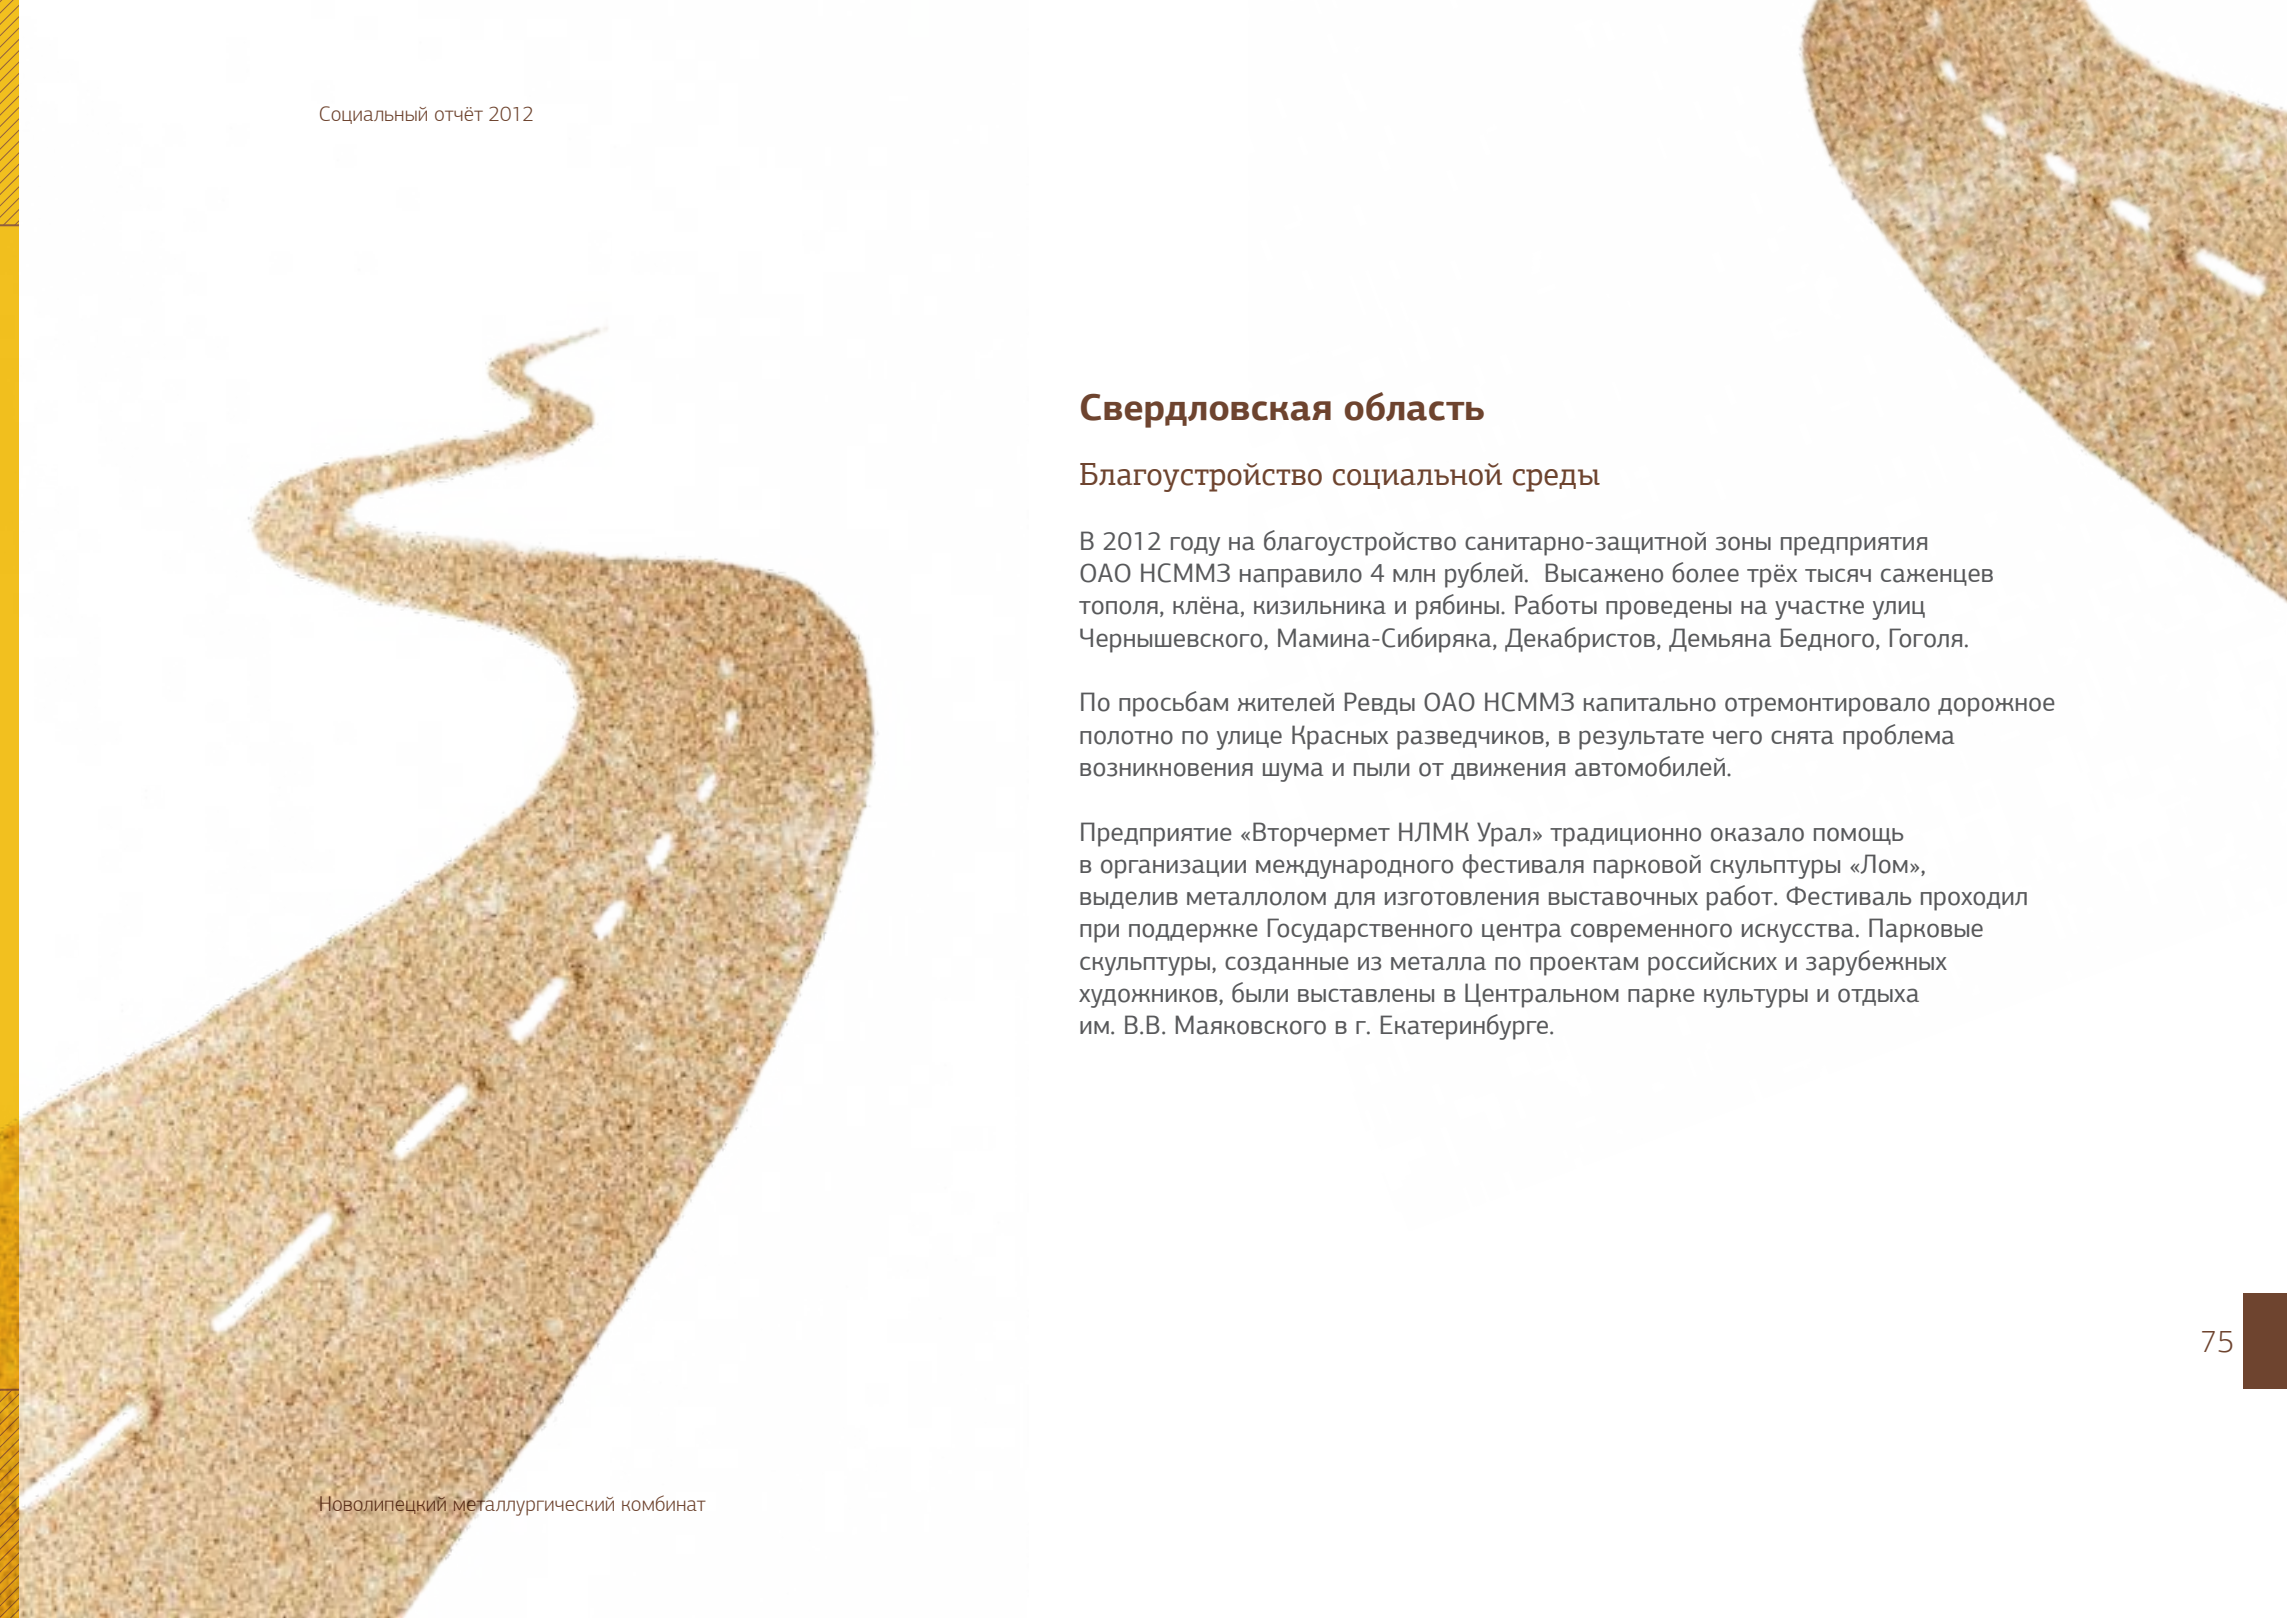 Социальный отчёт 2012
Свердловская область
Благоустройство социальной среды
В 2012 году на благоустройство санитарно-защитной зоны предприятия
ОАО НСММЗ направило 4 млн рублей.  Высажено более трёх тысяч саженцев
тополя, клёна, кизильника и рябины. Работы проведены на участке улиц
Чернышевского, Мамина-Сибиряка, Декабристов, Демьяна Бедного, Гоголя.
По просьбам жителей Ревды ОАО НСММЗ капитально отремонтировало дорожное
полотно по улице Красных разведчиков, в результате чего снята проблема
возникновения шума и пыли от движения автомобилей.
Предприятие «Вторчермет НЛМК Урал» традиционно оказало помощь
в организации международного фестиваля парковой скульптуры «Лом»,
выделив металлолом для изготовления выставочных работ. Фестиваль проходил
при поддержке Государственного центра современного искусства. Парковые
скульптуры, созданные из металла по проектам российских и зарубежных
художников, были выставлены в Центральном парке культуры и отдыха
им. В.В. Маяковского в г. Екатеринбурге.
75
Новолипецкий металлургический комбинат